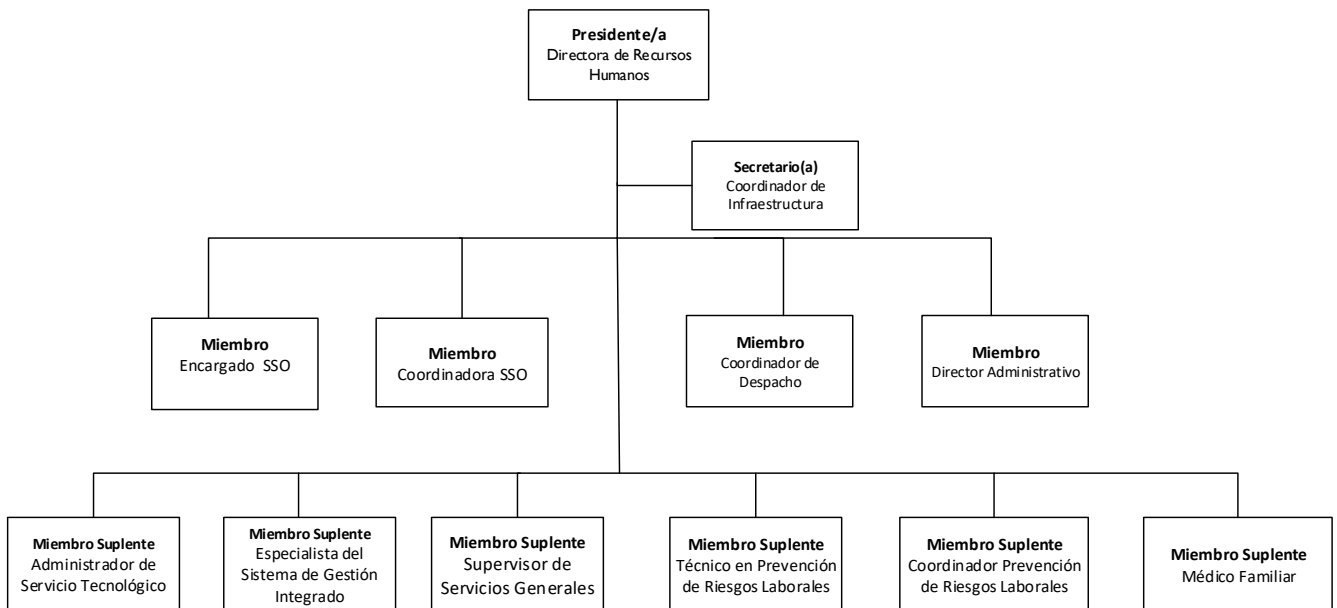 Presidente/a
Directora de Recursos
Humanos
Secretario(a)
Coordinador de
Infraestructura
Miembro
Encargado SSO
Miembro
Coordinadora SSO
Miembro
Coordinador de
Despacho
Miembro
Director Administrativo
Miembro Suplente
Administrador de
Servicio Tecnológico
Miembro Suplente
Especialista del
Sistema de Gestión
Integrado
Miembro Suplente
Supervisor de
Servicios Generales
Miembro Suplente
Técnico en Prevención
de Riesgos Laborales
Miembro Suplente
Coordinador Prevención
de Riesgos Laborales
Miembro Suplente
Médico Familiar